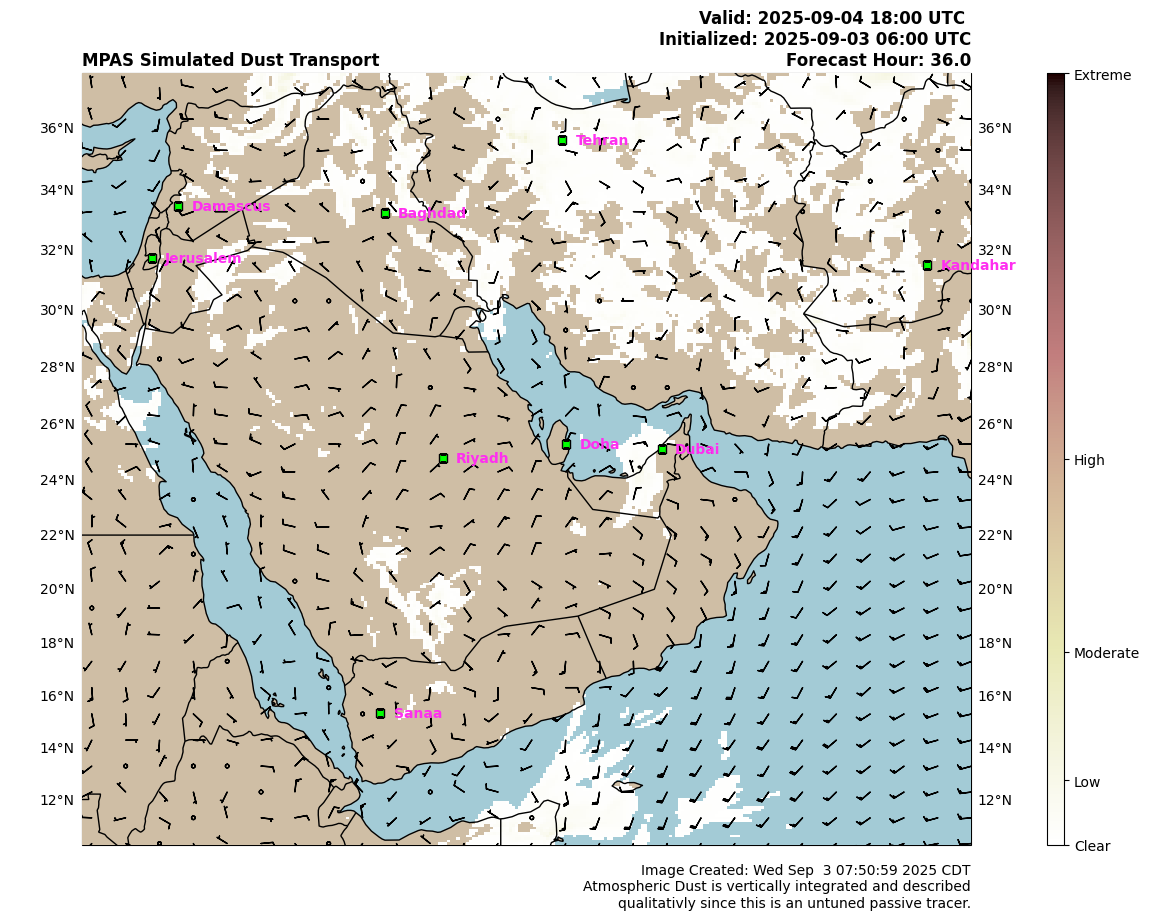 Valid: 2025-09-04 18:00 UTC
Initialized: 2025-09-03 06:00 UTC
MPAS Simulated Dust Transport Forecast Hour: 36.0
Extreme
36°N Tehran 36°N
34°N Damascus Baghdad 34°N
32°N Jerusalem Kandahar 32°N
30°N 30°N
28°N 28°N
26°N Doha Dubai 26°N
Riyadh High
24°N 24°N
22°N 22°N
20°N 20°N
18°N 18°N
Moderate
16°N Sanaa 16°N
14°N 14°N
12°N 12°N
Low
Clear
Image Created: Wed Sep  3 07:50:59 2025 CDT
Atmospheric Dust is vertically integrated and described
qualitativly since this is an untuned passive tracer.